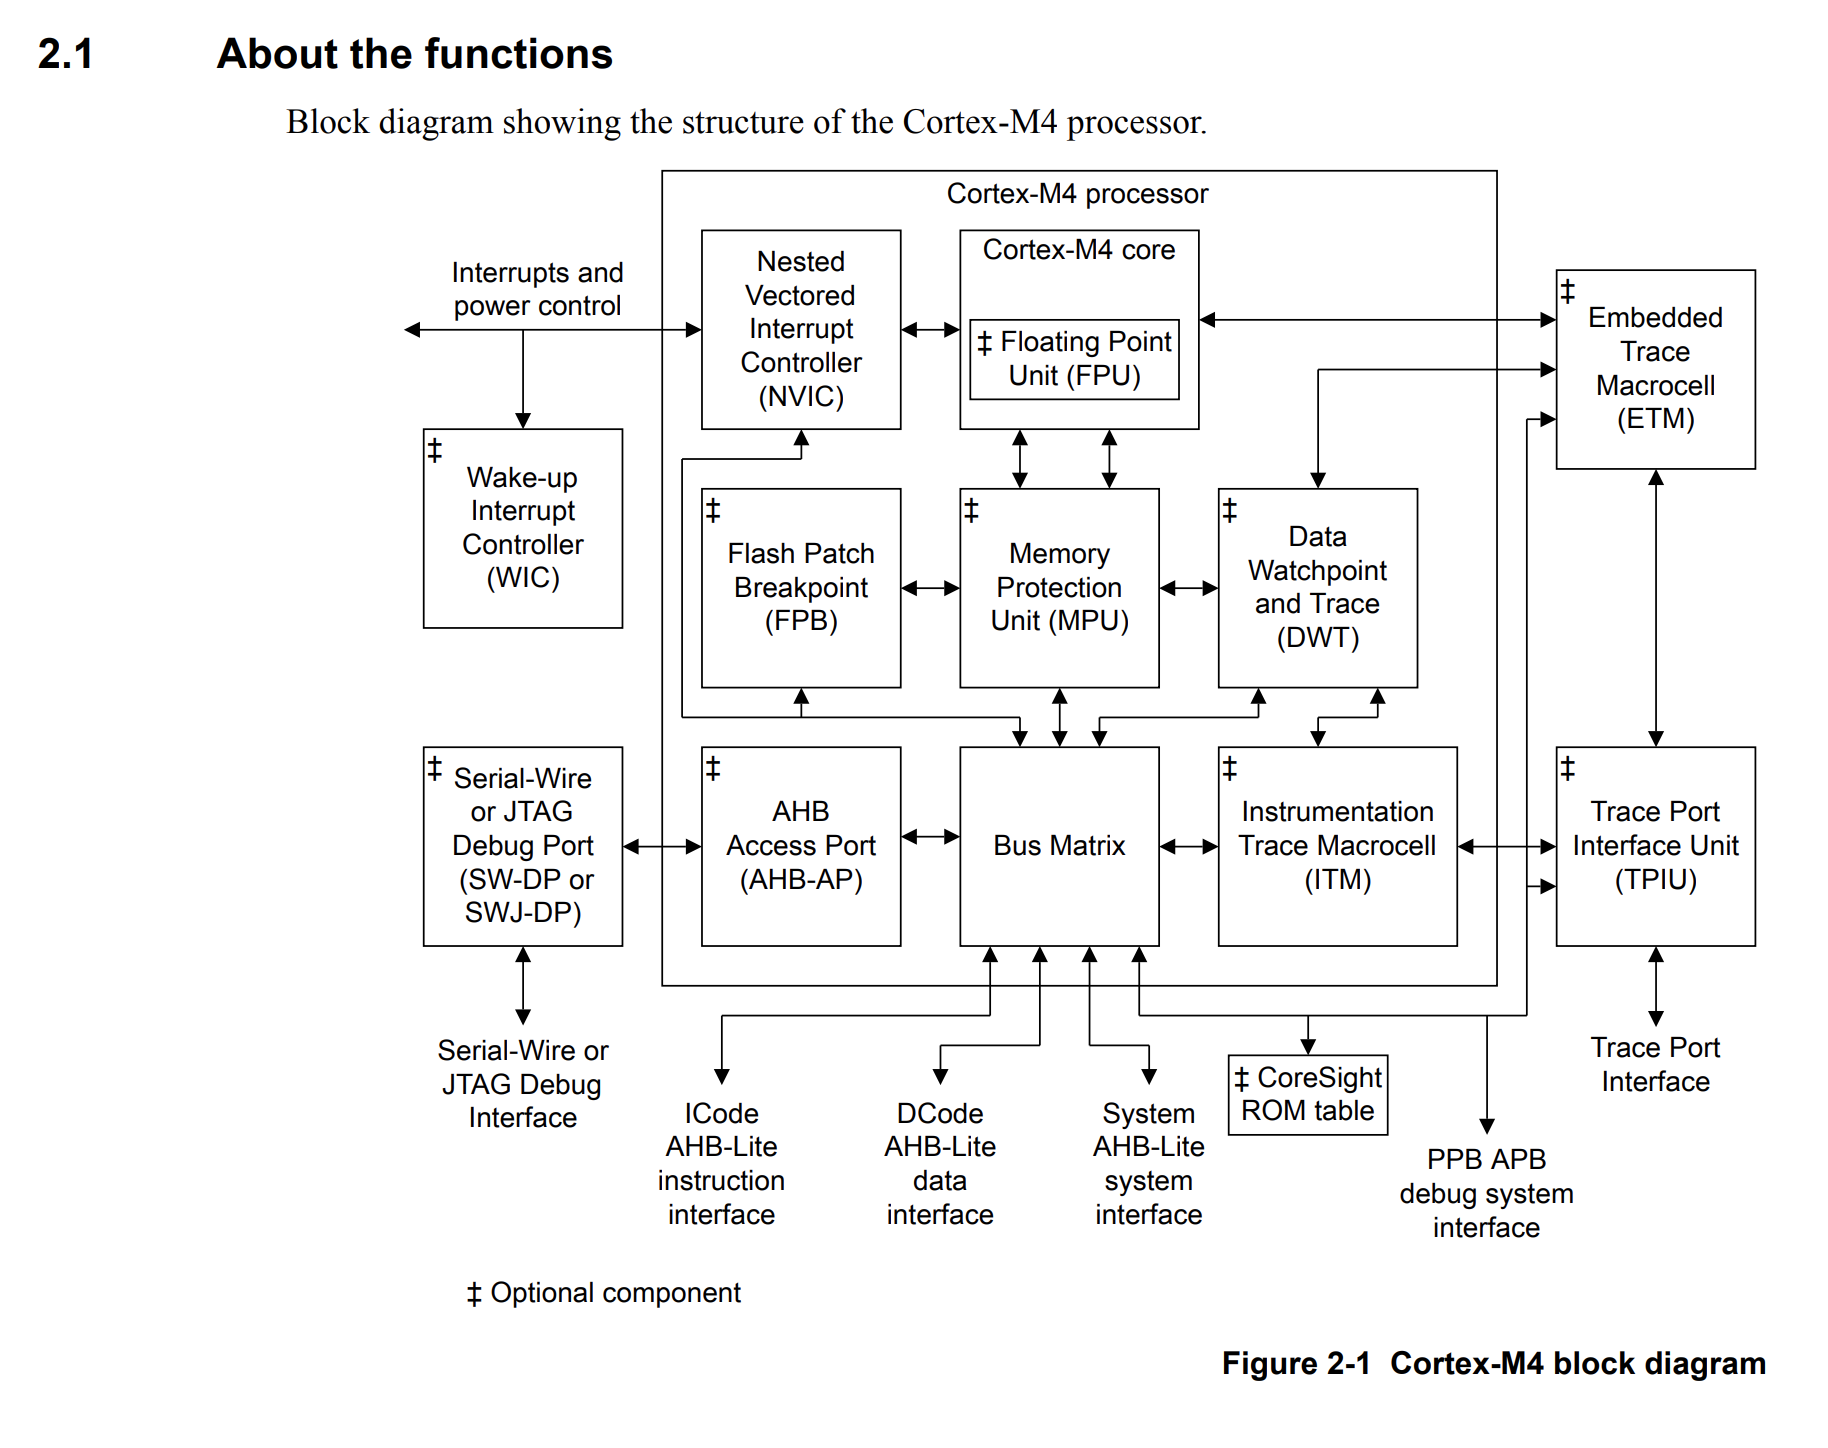 2.1 About the functions
Block diagram showing the structure of the Cortex-M4 processor.
Cortex-M4 processor
Interrupts and
power control
Nested
Vectored
Interrupt
Controller
(NVIC)
Cortex-M4 core
‡ Floating Point
Unit (FPU)
‡
Embedded
Trace
Macrocell
(ETM)
‡
Wake-up
Interrupt
Controller
(WIC)
‡
Flash Patch
Breakpoint
(FPB)
‡
Memory
Protection
Unit (MPU)
‡
Data
Watchpoint
and Trace
(DWT)
‡
Serial-Wire
or JTAG
Debug Port
(SW-DP or
SWJ-DP)
‡
AHB
Access Port
(AHB-AP)
Bus Matrix
‡
Instrumentation
Trace Macrocell
(ITM)
‡
Trace Port
Interface Unit
(TPIU)
Serial-Wire or
JTAG Debug
Interface
ICode
AHB-Lite
instruction
interface
DCode
AHB-Lite
data
interface
System
AHB-Lite
system
interface
‡ CoreSight
ROM table
PPB APB
debug system
interface
Trace Port
Interface
‡ Optional component
Figure 2-1 Cortex-M4 block diagram